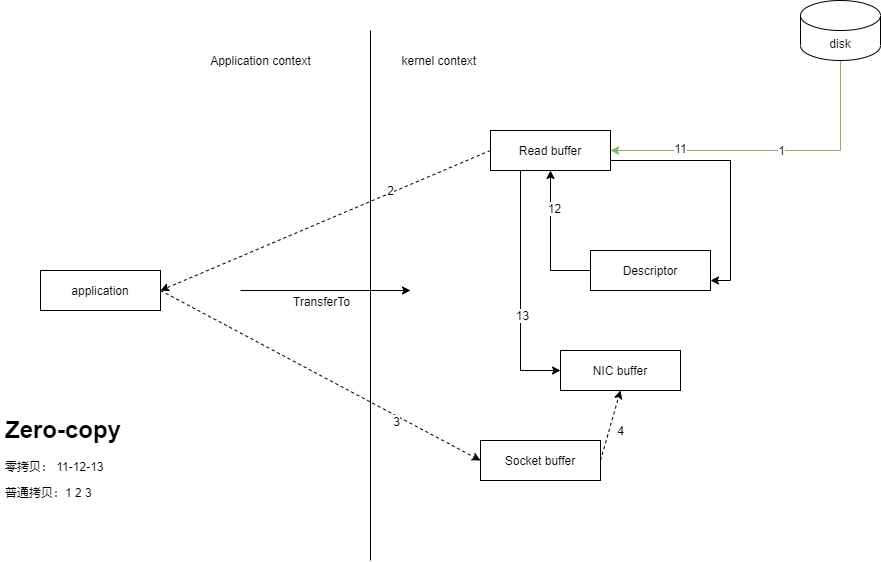 disk
Application context
kernel context
Read buffer
11
1
2
12
Descriptor
application
TransferTo
13
NIC buffer
3
4
Socket buffer
Zero-copy
零拷贝： 11-12-13
普通拷贝：1 2 3